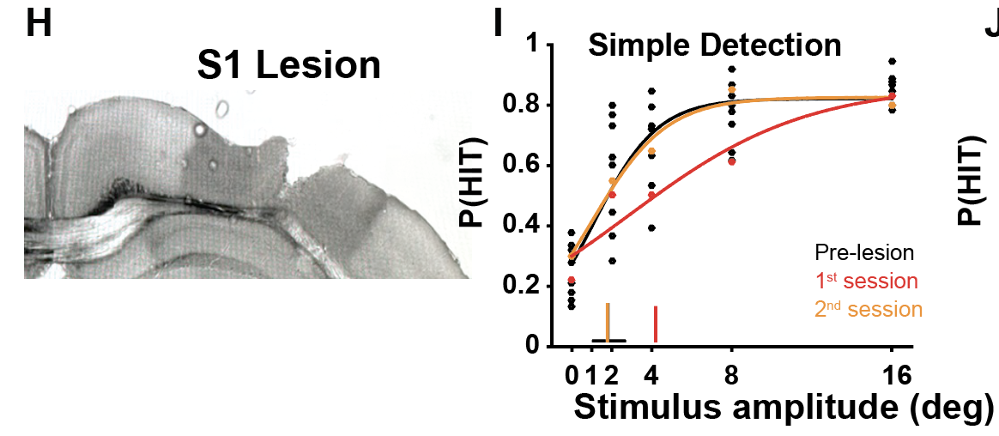 H
S1 Lesion
I
Simple Detection
P(HIT)
1
0.8
0.6
0.4
0.2
0
0 1 2 4 8 16
Stimulus amplitude (deg)
Pre-lesion
1st session
2nd session
J
P(HIT)